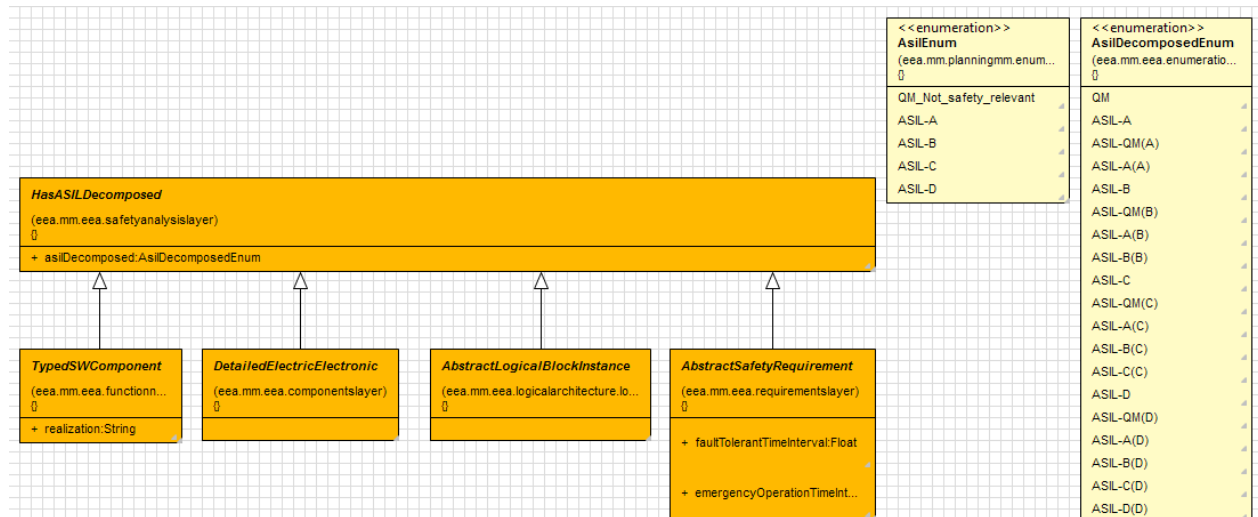 <<enumeration>>
AsilEnum
(eea.mm.planningmm.enum...
{}
QM_Not_safety_relevant
ASIL-A
ASIL-B
ASIL-C
ASIL-D
<<enumeration>>
AsilDecomposedEnum
(eea.mm.eea.enumeratio...
{}
QM
ASIL-A
ASIL-QM(A)
ASIL-A(A)
ASIL-B
ASIL-QM(B)
ASIL-A(B)
ASIL-B(B)
ASIL-C
ASIL-QM(C)
ASIL-A(C)
ASIL-B(C)
ASIL-C(C)
ASIL-D
ASIL-QM(D)
ASIL-A(D)
ASIL-B(D)
ASIL-C(D)
ASIL-D(D)
HasASILDecomposed
(eea.mm.eea.safetyanalysislayer)
{}
+ asilDecomposed:AsilDecomposedEnum
TypedSWComponent
(eea.mm.eea.functionn...
{}
+ realization:String
DetailedElectricElectronic
(eea.mm.eea.componentslayer)
{}
AbstractLogicalBlockInstance
(eea.mm.eea.logicalarchitecture.lo...
{}
AbstractSafetyRequirement
(eea.mm.eea.requirementslayer)
{}
+ faultTolerantTimeInterval:Float
+ emergencyOperationTimeInt...